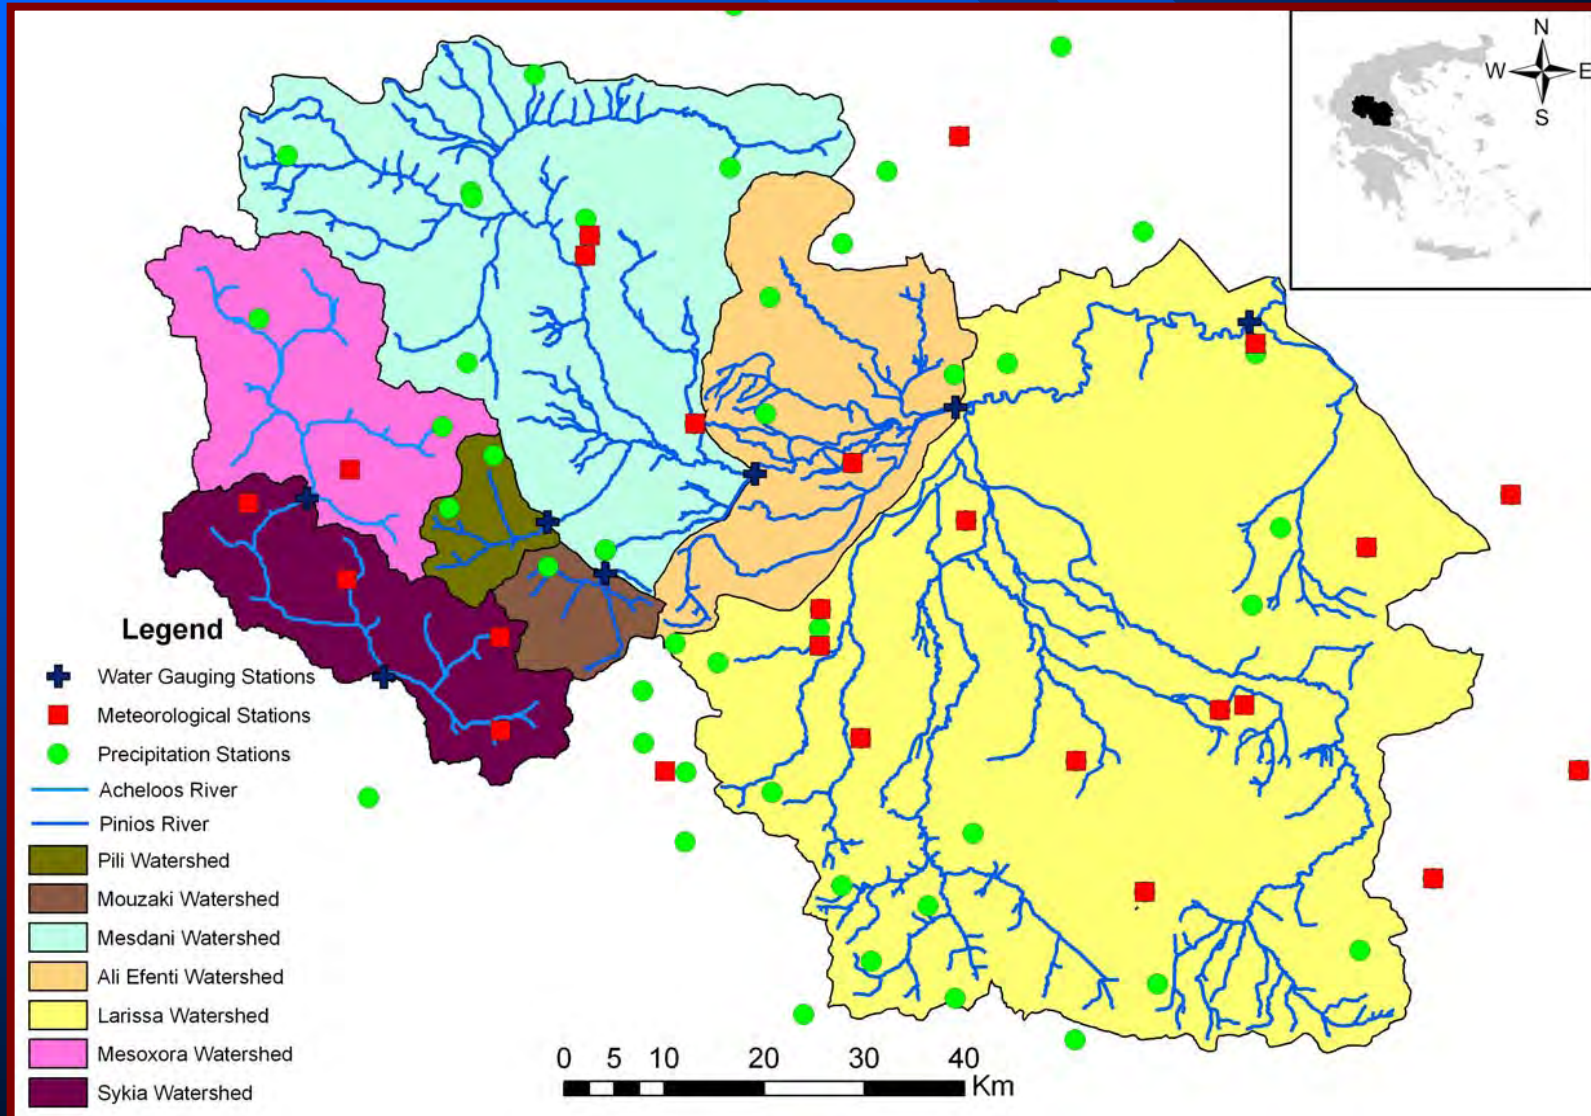 N
W E
S
Legend
Water Gauging Stations
Meteorological Stations
Precipitation Stations
Acheloos River
Pinios River
Pili Watershed
Mouzaki Watershed
Mesdani Watershed
Ali Efenti Watershed
Larissa Watershed
Mesoxora Watershed
Sykia Watershed
0 5 10 20 30 40
Km